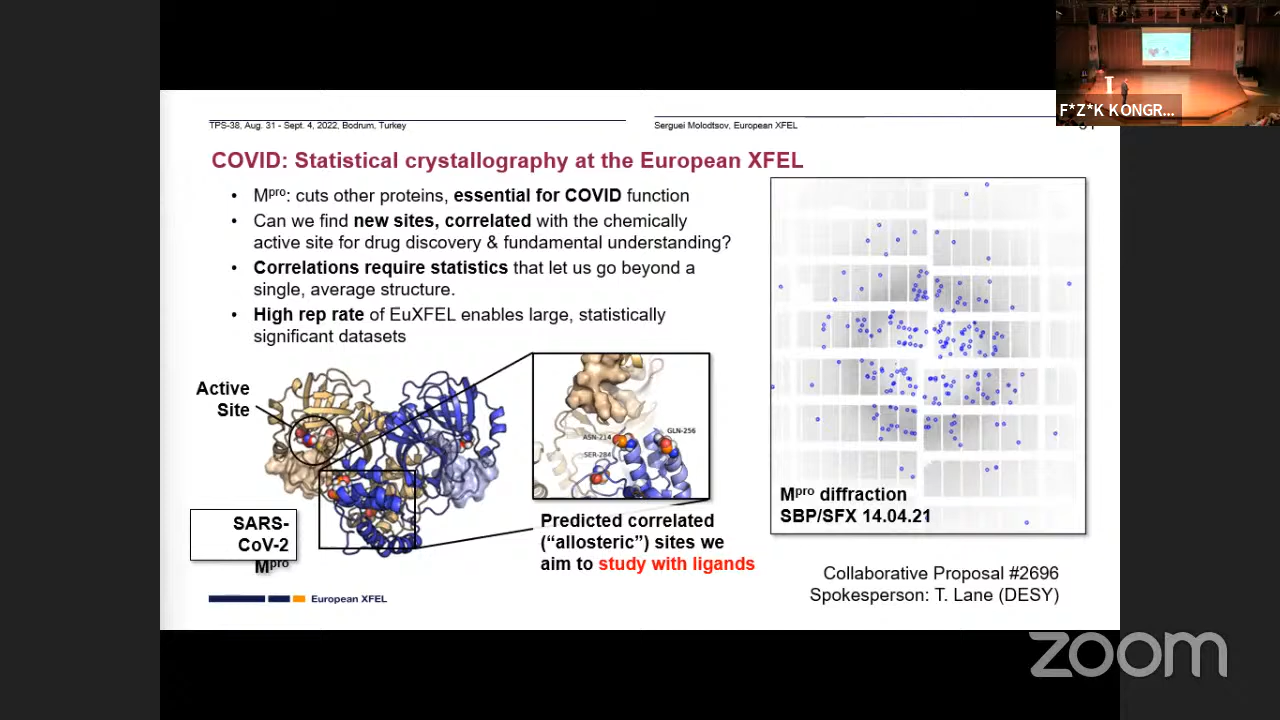 F*Z*K KONGR...
TPS-38, Aug. 31 - Sept. 4, 2022, Bodrum, Turkey
Serguei Molodtsov, European XFEL
COVID: Statistical crystallography at the European XFEL
• Mpro: cuts other proteins, essential for COVID function
• Can we find new sites, correlated with the chemically
active site for drug discovery & fundamental understanding?
• Correlations require statistics that let us go beyond a
single, average structure.
• High rep rate of EuXFEL enables large, statistically
significant datasets
Active
Site
SARS-
CoV-2
Mpro
ASN-214
GLN-256
SER-284
Predicted correlated
("allosteric") sites we
aim to study with ligands
Mpro diffraction
SBP/SFX 14.04.21
Collaborative Proposal #2696
Spokesperson: T. Lane (DESY)
European XFEL
zoom